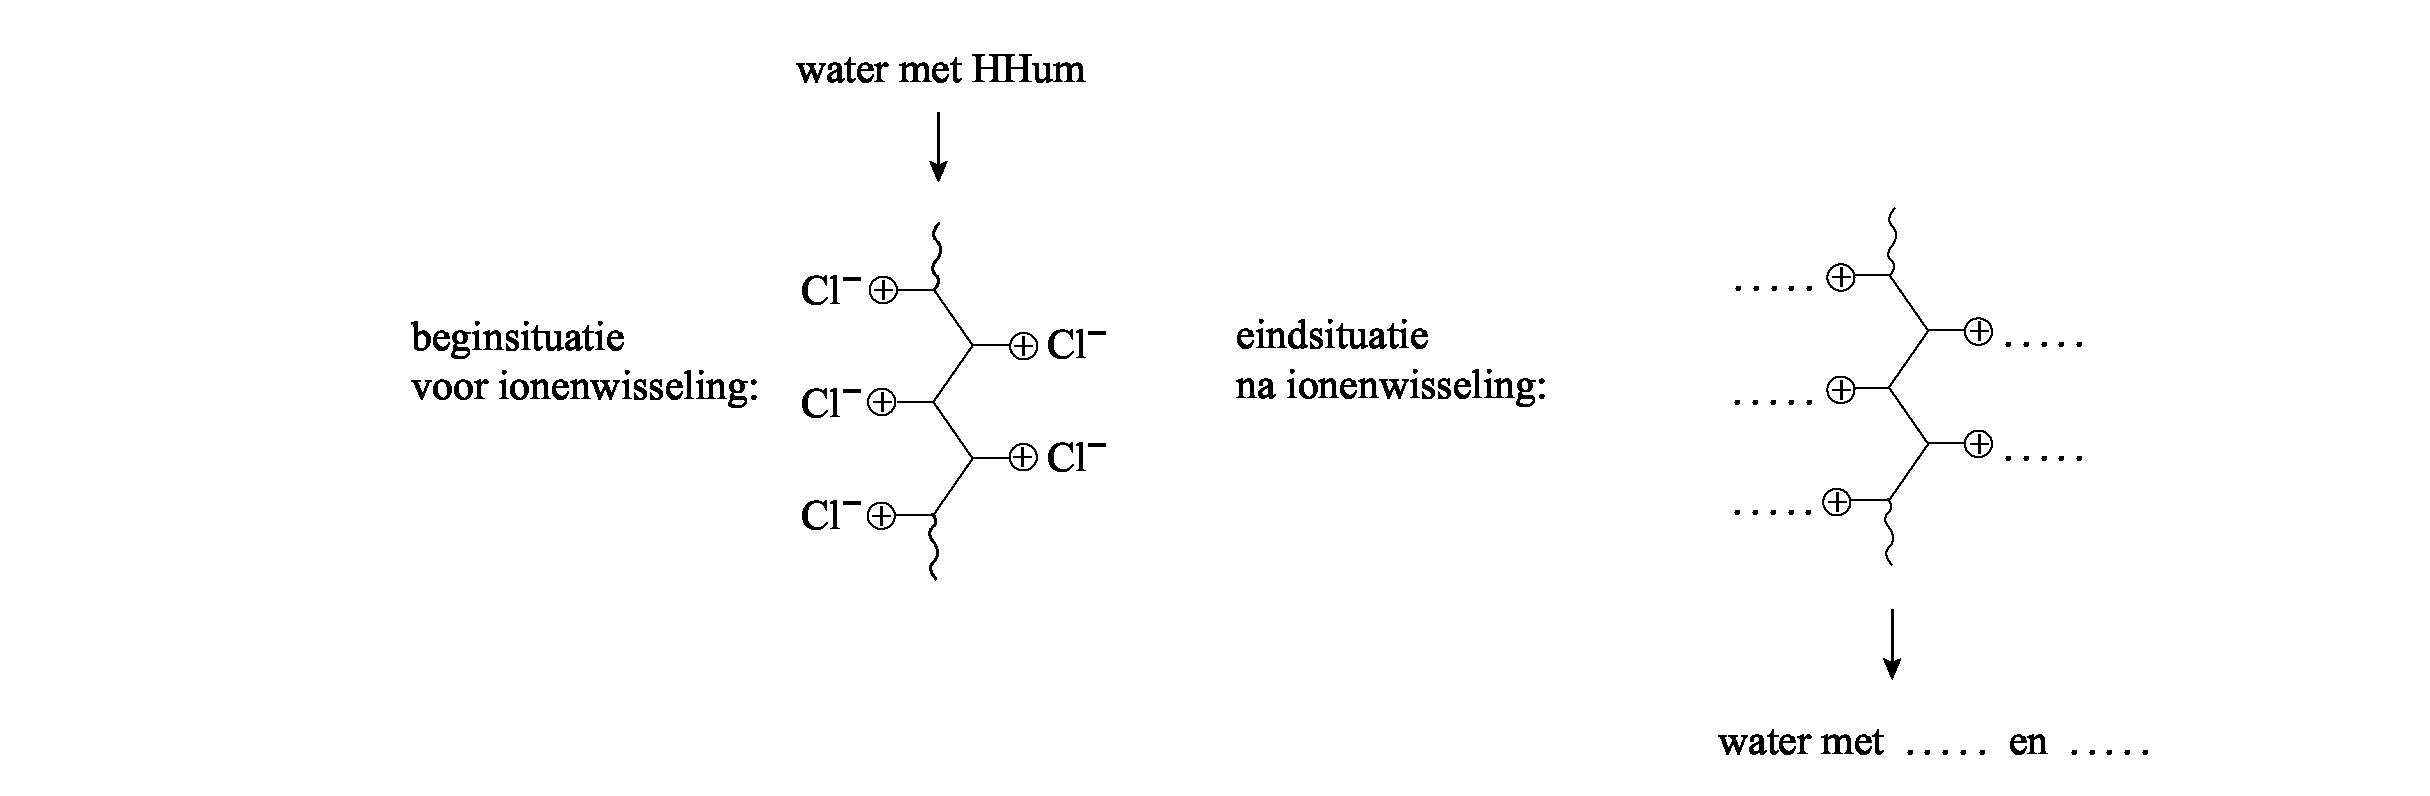 water met HHum
Cl⁻ ⊕
⊕ Cl⁻
beginsituatie
voor ionenwisseling:
Cl⁻ ⊕
⊕ Cl⁻
Cl⁻ ⊕
eindsituatie
na ionenwisseling:
..... ⊕
⊕ .....
..... ⊕
⊕ .....
..... ⊕
water met ..... en .....